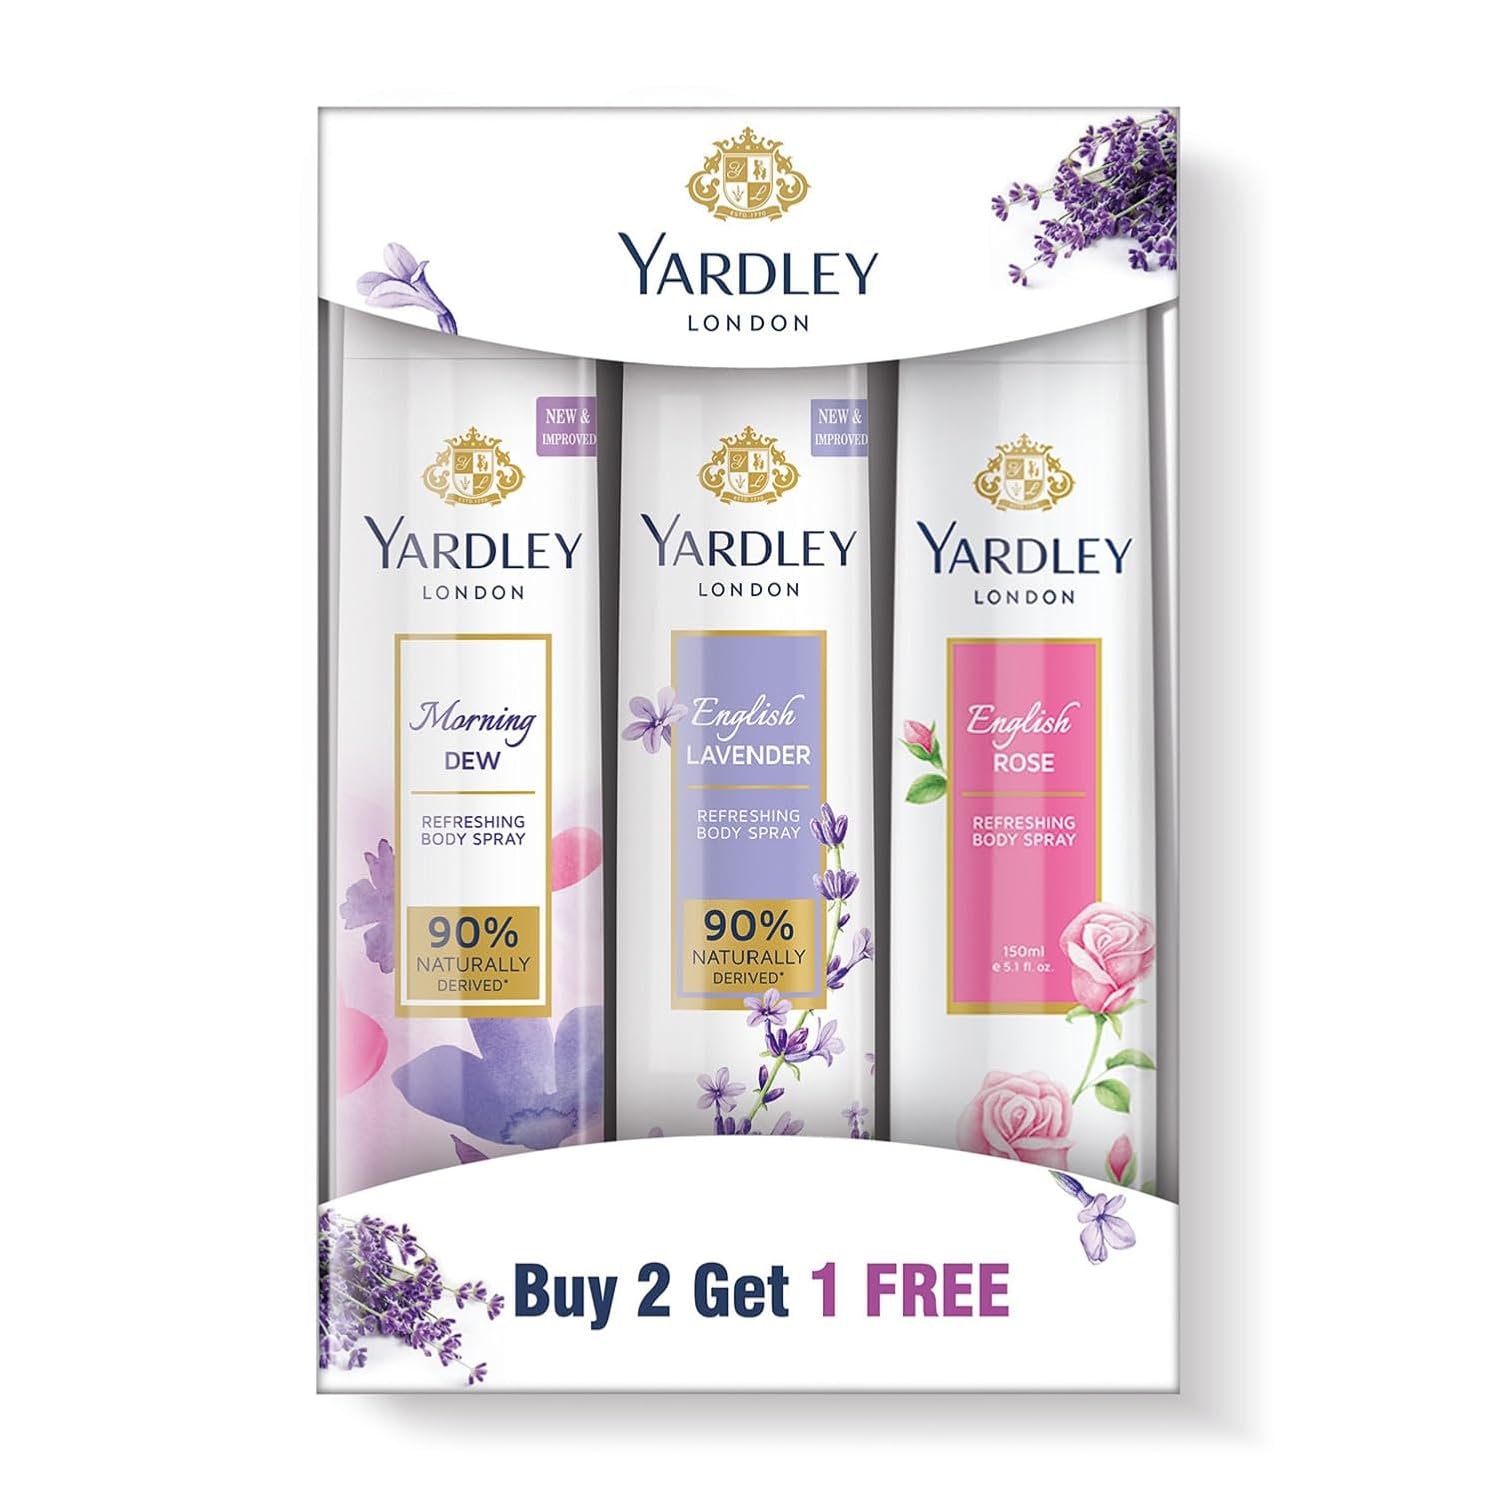 YARDLEY
LONDON
NEW &
IMPROVED
YARDLEY
LONDON
Morning
DEW
REFRESHING
BODY SPRAY
90%
NATURALLY
DERIVED*
NEW &
IMPROVED
YARDLEY
LONDON
English
LAVENDER
REFRESHING
BODY SPRAY
90%
NATURALLY
DERIVED*
YARDLEY
LONDON
English
ROSE
REFRESHING
BODY SPRAY
150ml
e 5.1 fl. oz.
Buy 2 Get 1 FREE